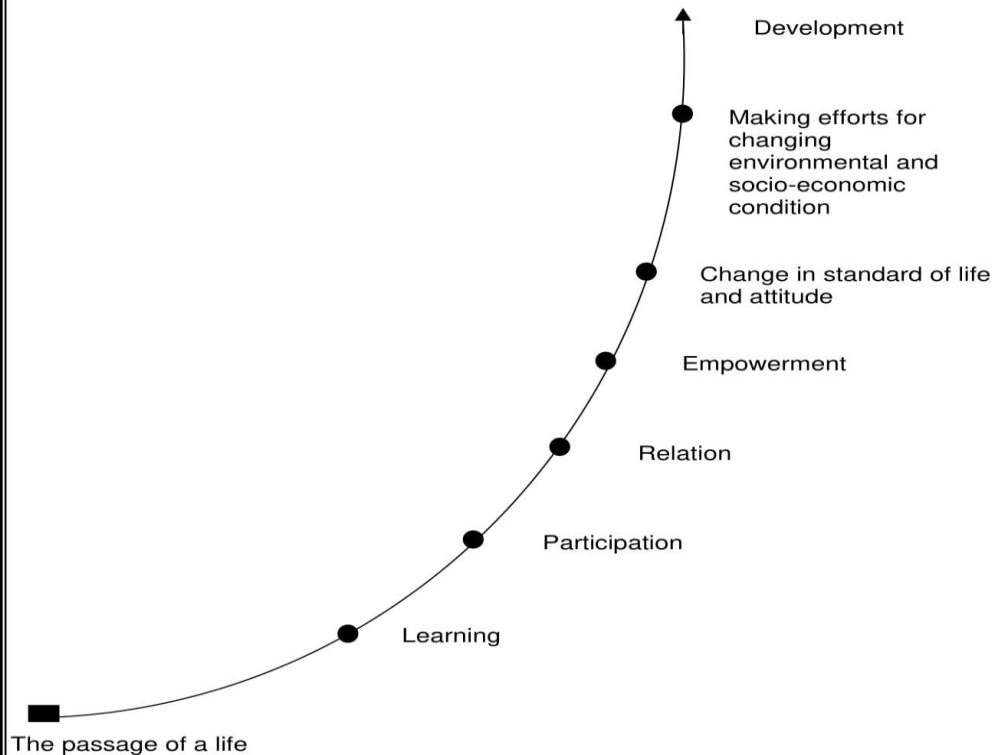 Development
Making efforts for
changing
environmental and
socio-economic
condition
Change in standard of life
and attitude
Empowerment
Relation
Participation
Learning
The passage of a life